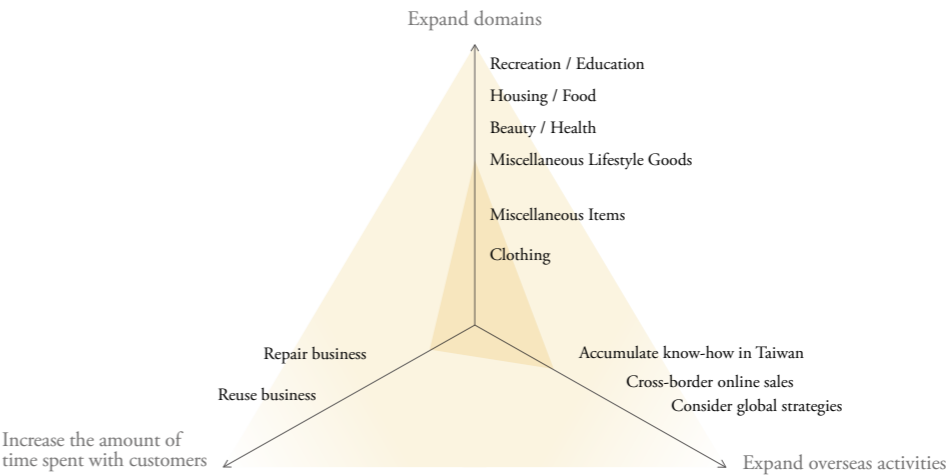 Expand domains
Recreation / Education
Housing / Food
Beauty / Health
Miscellaneous Lifestyle Goods
Miscellaneous Items
Clothing
Repair business
Reuse business
Accumulate know-how in Taiwan
Cross-border online sales
Consider global strategies
Increase the amount of
time spent with customers
Expand overseas activities